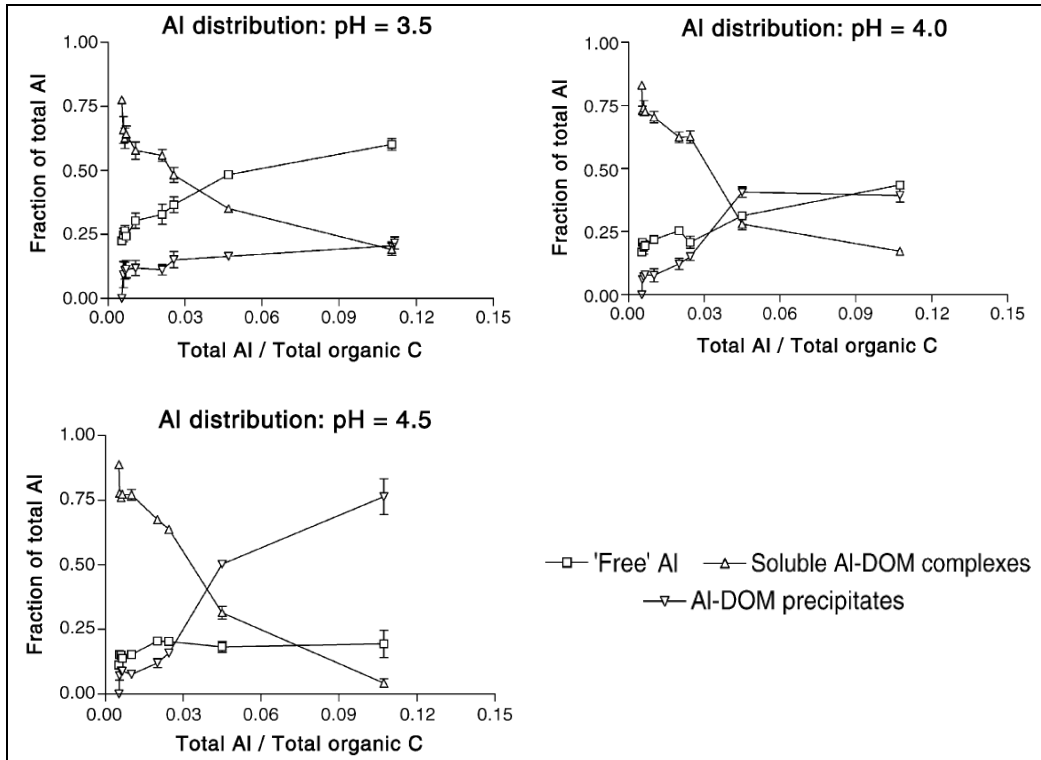 Al distribution: pH = 3.5
Fraction of total Al
1.00
0.75
0.50
0.25
0.00
0.00 0.03 0.06 0.09 0.12 0.15
Total Al / Total organic C
Al distribution: pH = 4.0
Fraction of total Al
1.00
0.75
0.50
0.25
0.00
0.00 0.03 0.06 0.09 0.12 0.15
Total Al / Total organic C
Al distribution: pH = 4.5
Fraction of total Al
1.00
0.75
0.50
0.25
0.00
0.00 0.03 0.06 0.09 0.12 0.15
Total Al / Total organic C
'Free' Al Soluble Al-DOM complexes
Al-DOM precipitates